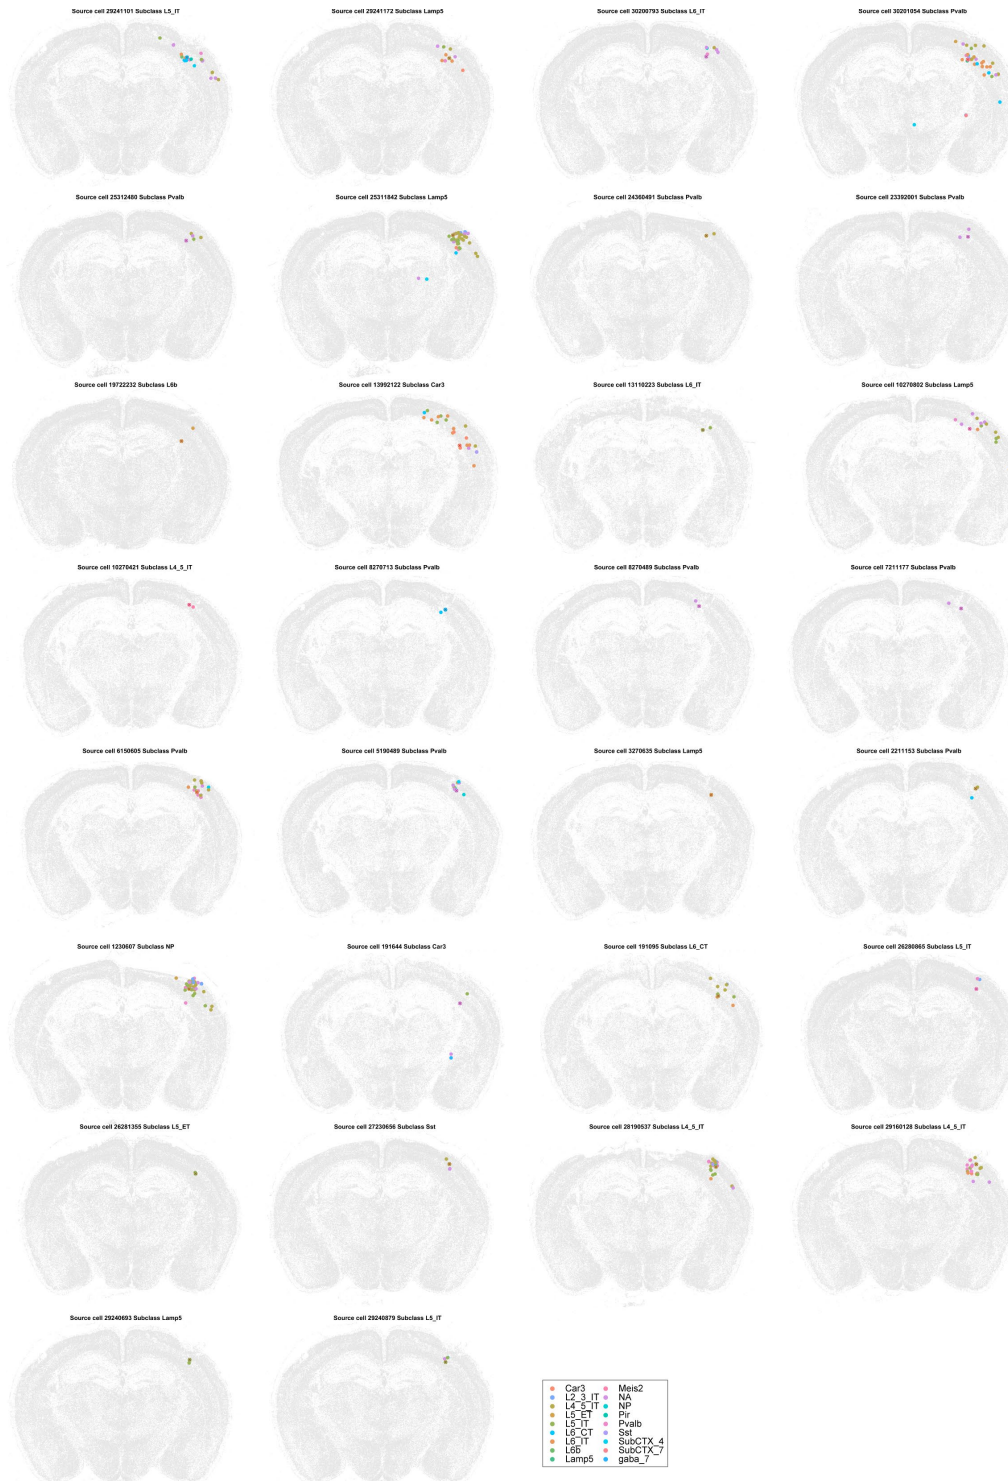 Source cell 29241101 Subclass L5_IT
Source cell 29241172 Subclass Lamp5
Source cell 30200793 Subclass L6_IT
Source cell 30201054 Subclass Pvalb
Source cell 25312480 Subclass Pvalb
Source cell 25311842 Subclass Lamp5
Source cell 24360491 Subclass Pvalb
Source cell 23392001 Subclass Pvalb
Source cell 19722232 Subclass L6b
Source cell 13992122 Subclass Car3
Source cell 13110223 Subclass L6_IT
Source cell 10270802 Subclass Lamp5
Source cell 10270421 Subclass L4_5_IT
Source cell 8270713 Subclass Pvalb
Source cell 8270489 Subclass Pvalb
Source cell 7211177 Subclass Pvalb
Source cell 6150605 Subclass Pvalb
Source cell 5190489 Subclass Pvalb
Source cell 3270635 Subclass Lamp5
Source cell 2211153 Subclass Pvalb
Source cell 1230607 Subclass NP
Source cell 191644 Subclass Car3
Source cell 191095 Subclass L6_CT
Source cell 26280865 Subclass L5_IT
Source cell 26281355 Subclass L5_ET
Source cell 27230656 Subclass Sst
Source cell 28190537 Subclass L4_5_IT
Source cell 29160128 Subclass L4_5_IT
Source cell 29240693 Subclass Lamp5
Source cell 29240879 Subclass L5_IT
Car3
L2_3_IT
L4_5_IT
L5_ET
L5_IT
L6_CT
L6_IT
L6b
Lamp5
Meis2
NA
NP
Pir
Pvalb
Sst
SubCTX_4
SubCTX_7
gaba_7